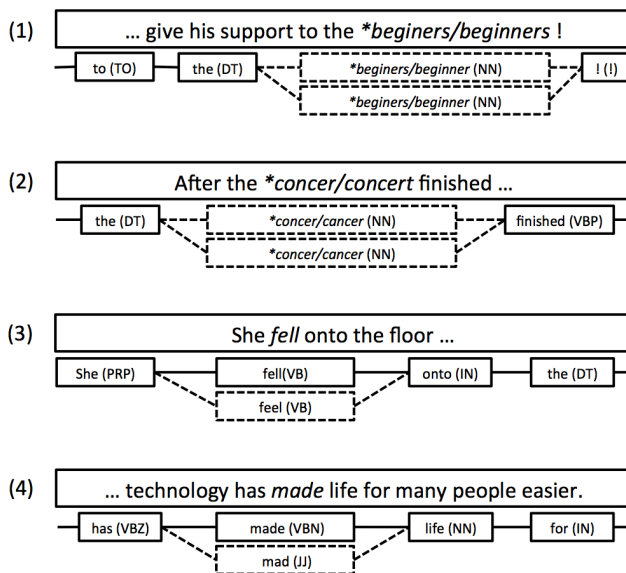 (1) ... give his support to the *beginers/beginners !
to (TO) the (DT) *beginers/beginner (NN) ! (!)
*beginers/beginner (NN)
(2) After the *concer/concert finished ...
the (DT) *concer/cancer (NN) finished (VBP)
*concer/cancer (NN)
(3) She fell onto the floor ...
She (PRP) fell(VB) onto (IN) the (DT)
feel (VB)
(4) ... technology has made life for many people easier.
has (VBZ) made (VBN) life (NN) for (IN)
mad (JJ)